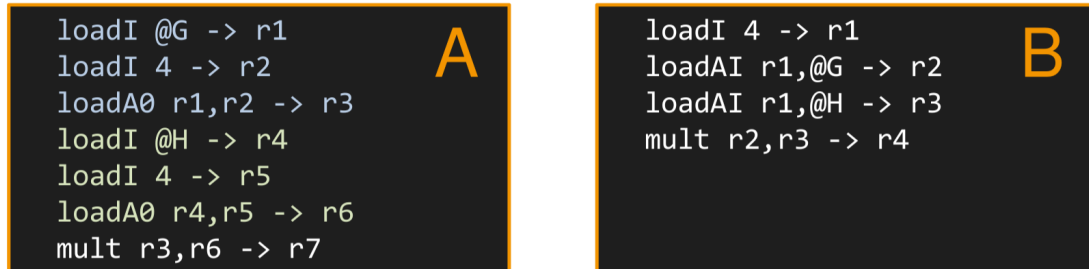 loadI @G -> r1
loadI 4 -> r2
loadA0 r1,r2 -> r3
loadI @H -> r4
loadI 4 -> r5
loadA0 r4,r5 -> r6
mult r3,r6 -> r7
A
loadI 4 -> r1
loadAI r1,@G -> r2
loadAI r1,@H -> r3
mult r2,r3 -> r4
B